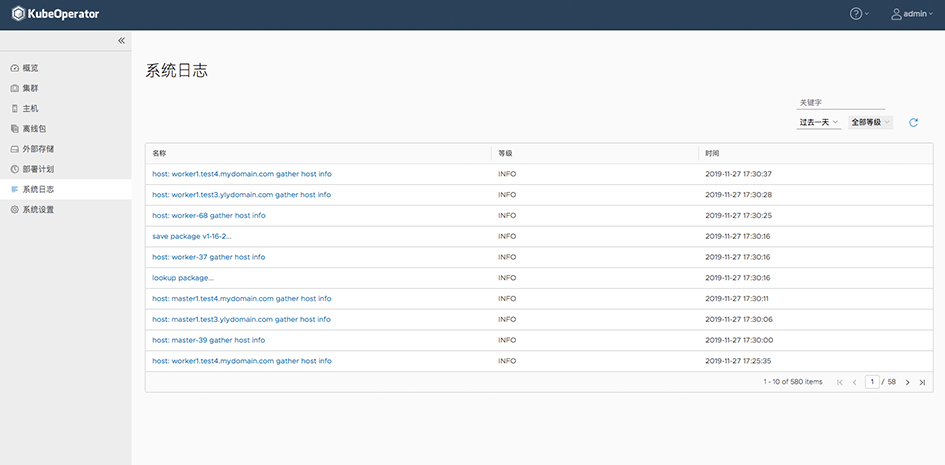 KubeOperator
admin
概览
集群
主机
离线包
外部存储
部署计划
系统日志
系统设置
系统日志
关键字
过去一天 全部等级
名称 等级 时间
host: worker1.test4.mydomain.com gather host info INFO 2019-11-27 17:30:37
host: worker1.test3.ylydomain.com gather host info INFO 2019-11-27 17:30:28
host: worker-68 gather host info INFO 2019-11-27 17:30:25
save package v1-16-2... INFO 2019-11-27 17:30:16
host: worker-37 gather host info INFO 2019-11-27 17:30:16
lookup package... INFO 2019-11-27 17:30:16
host: master1.test4.mydomain.com gather host info INFO 2019-11-27 17:30:11
host: master1.test3.ylydomain.com gather host info INFO 2019-11-27 17:30:06
host: master-39 gather host info INFO 2019-11-27 17:30:00
host: worker1.test4.mydomain.com gather host info INFO 2019-11-27 17:25:35
1 - 10 of 580 items 1 / 58